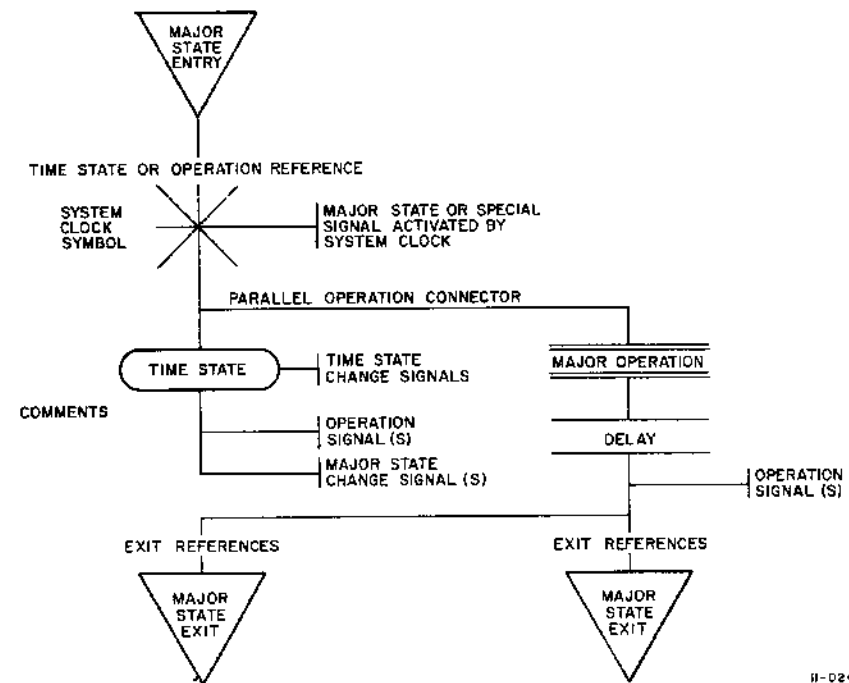 MAJOR
STATE
ENTRY
TIME STATE OR OPERATION REFERENCE
SYSTEM
CLOCK
SYMBOL
MAJOR STATE OR SPECIAL
SIGNAL ACTIVATED BY
SYSTEM CLOCK
PARALLEL OPERATION CONNECTOR
TIME STATE
TIME STATE
CHANGE SIGNALS
MAJOR OPERATION
COMMENTS
OPERATION
SIGNAL (S)
MAJOR STATE
CHANGE SIGNAL (S)
DELAY
OPERATION
SIGNAL (S)
EXIT REFERENCES
EXIT REFERENCES
MAJOR
STATE
EXIT
MAJOR
STATE
EXIT